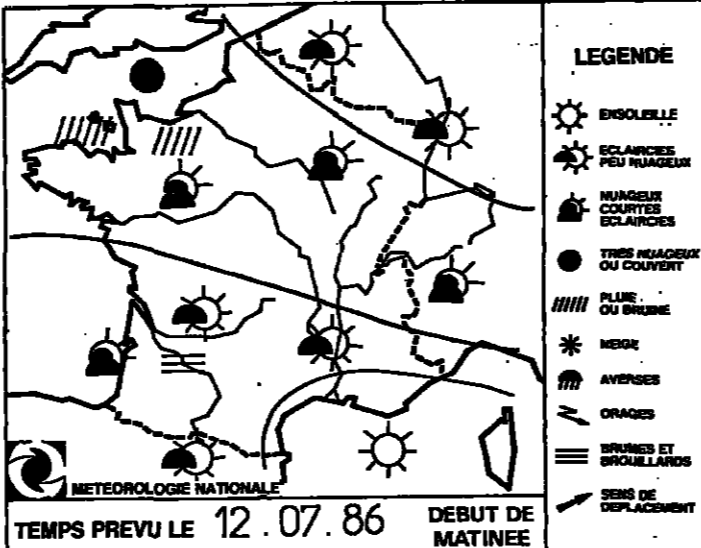 LEGENDE
ENSOLEILLE
ECLAIRCIES
PEU NUAGEUX
NUAGEUX
COURTES
ECLAIRCIES
TRES NUAGEUX
OU COUVERT
PLUIE
OU BRUINE
NEIGE
AVERSES
ORAGES
BRUMES ET
BROUILLARDS
SENS DE
DEPLACEMENT
METEOROLOGIE NATIONALE
TEMPS PREVU LE 12.07.86 DEBUT DE
MATINEE